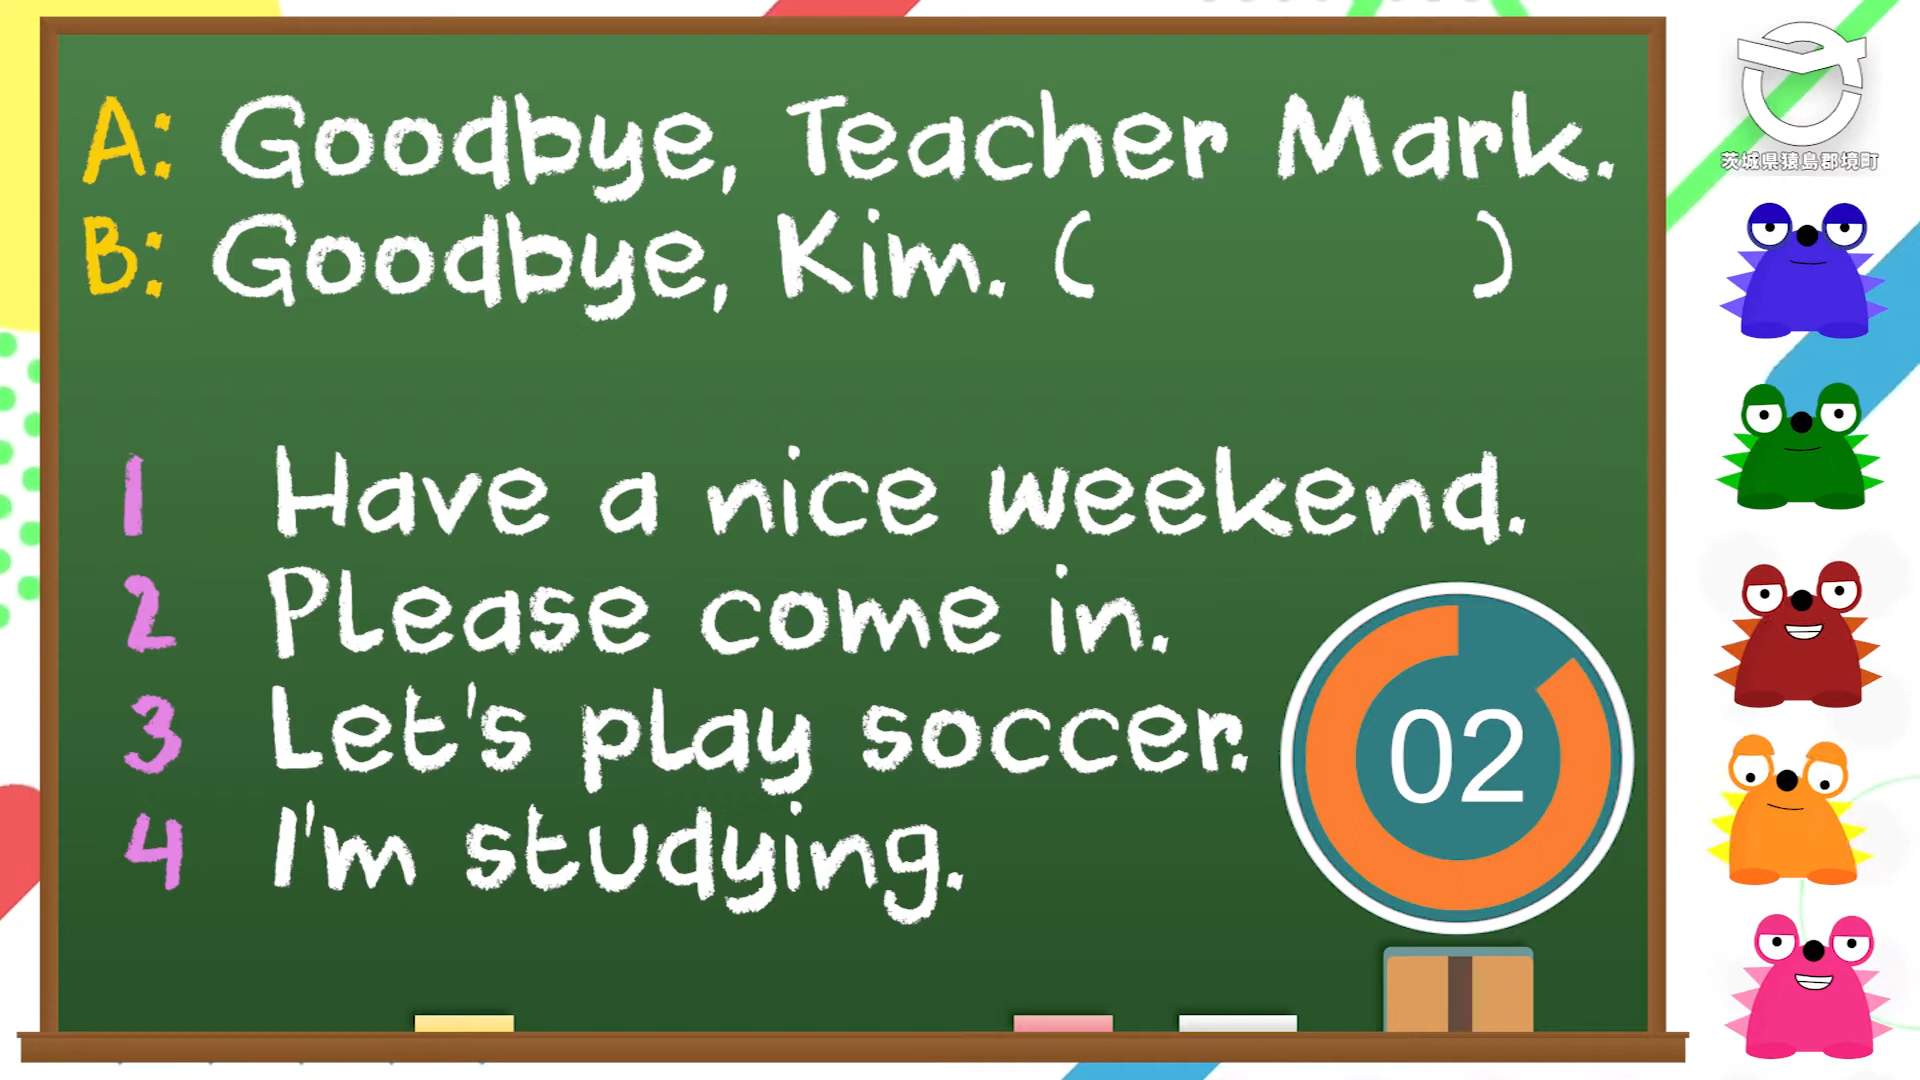 A: Goodbye, Teacher Mark.
B: Goodbye, Kim. ( )
1 Have a nice weekend.
2 Please come in.
3 Let's play soccer.
4 I'm studying.
02
茨城県猿島郡境町